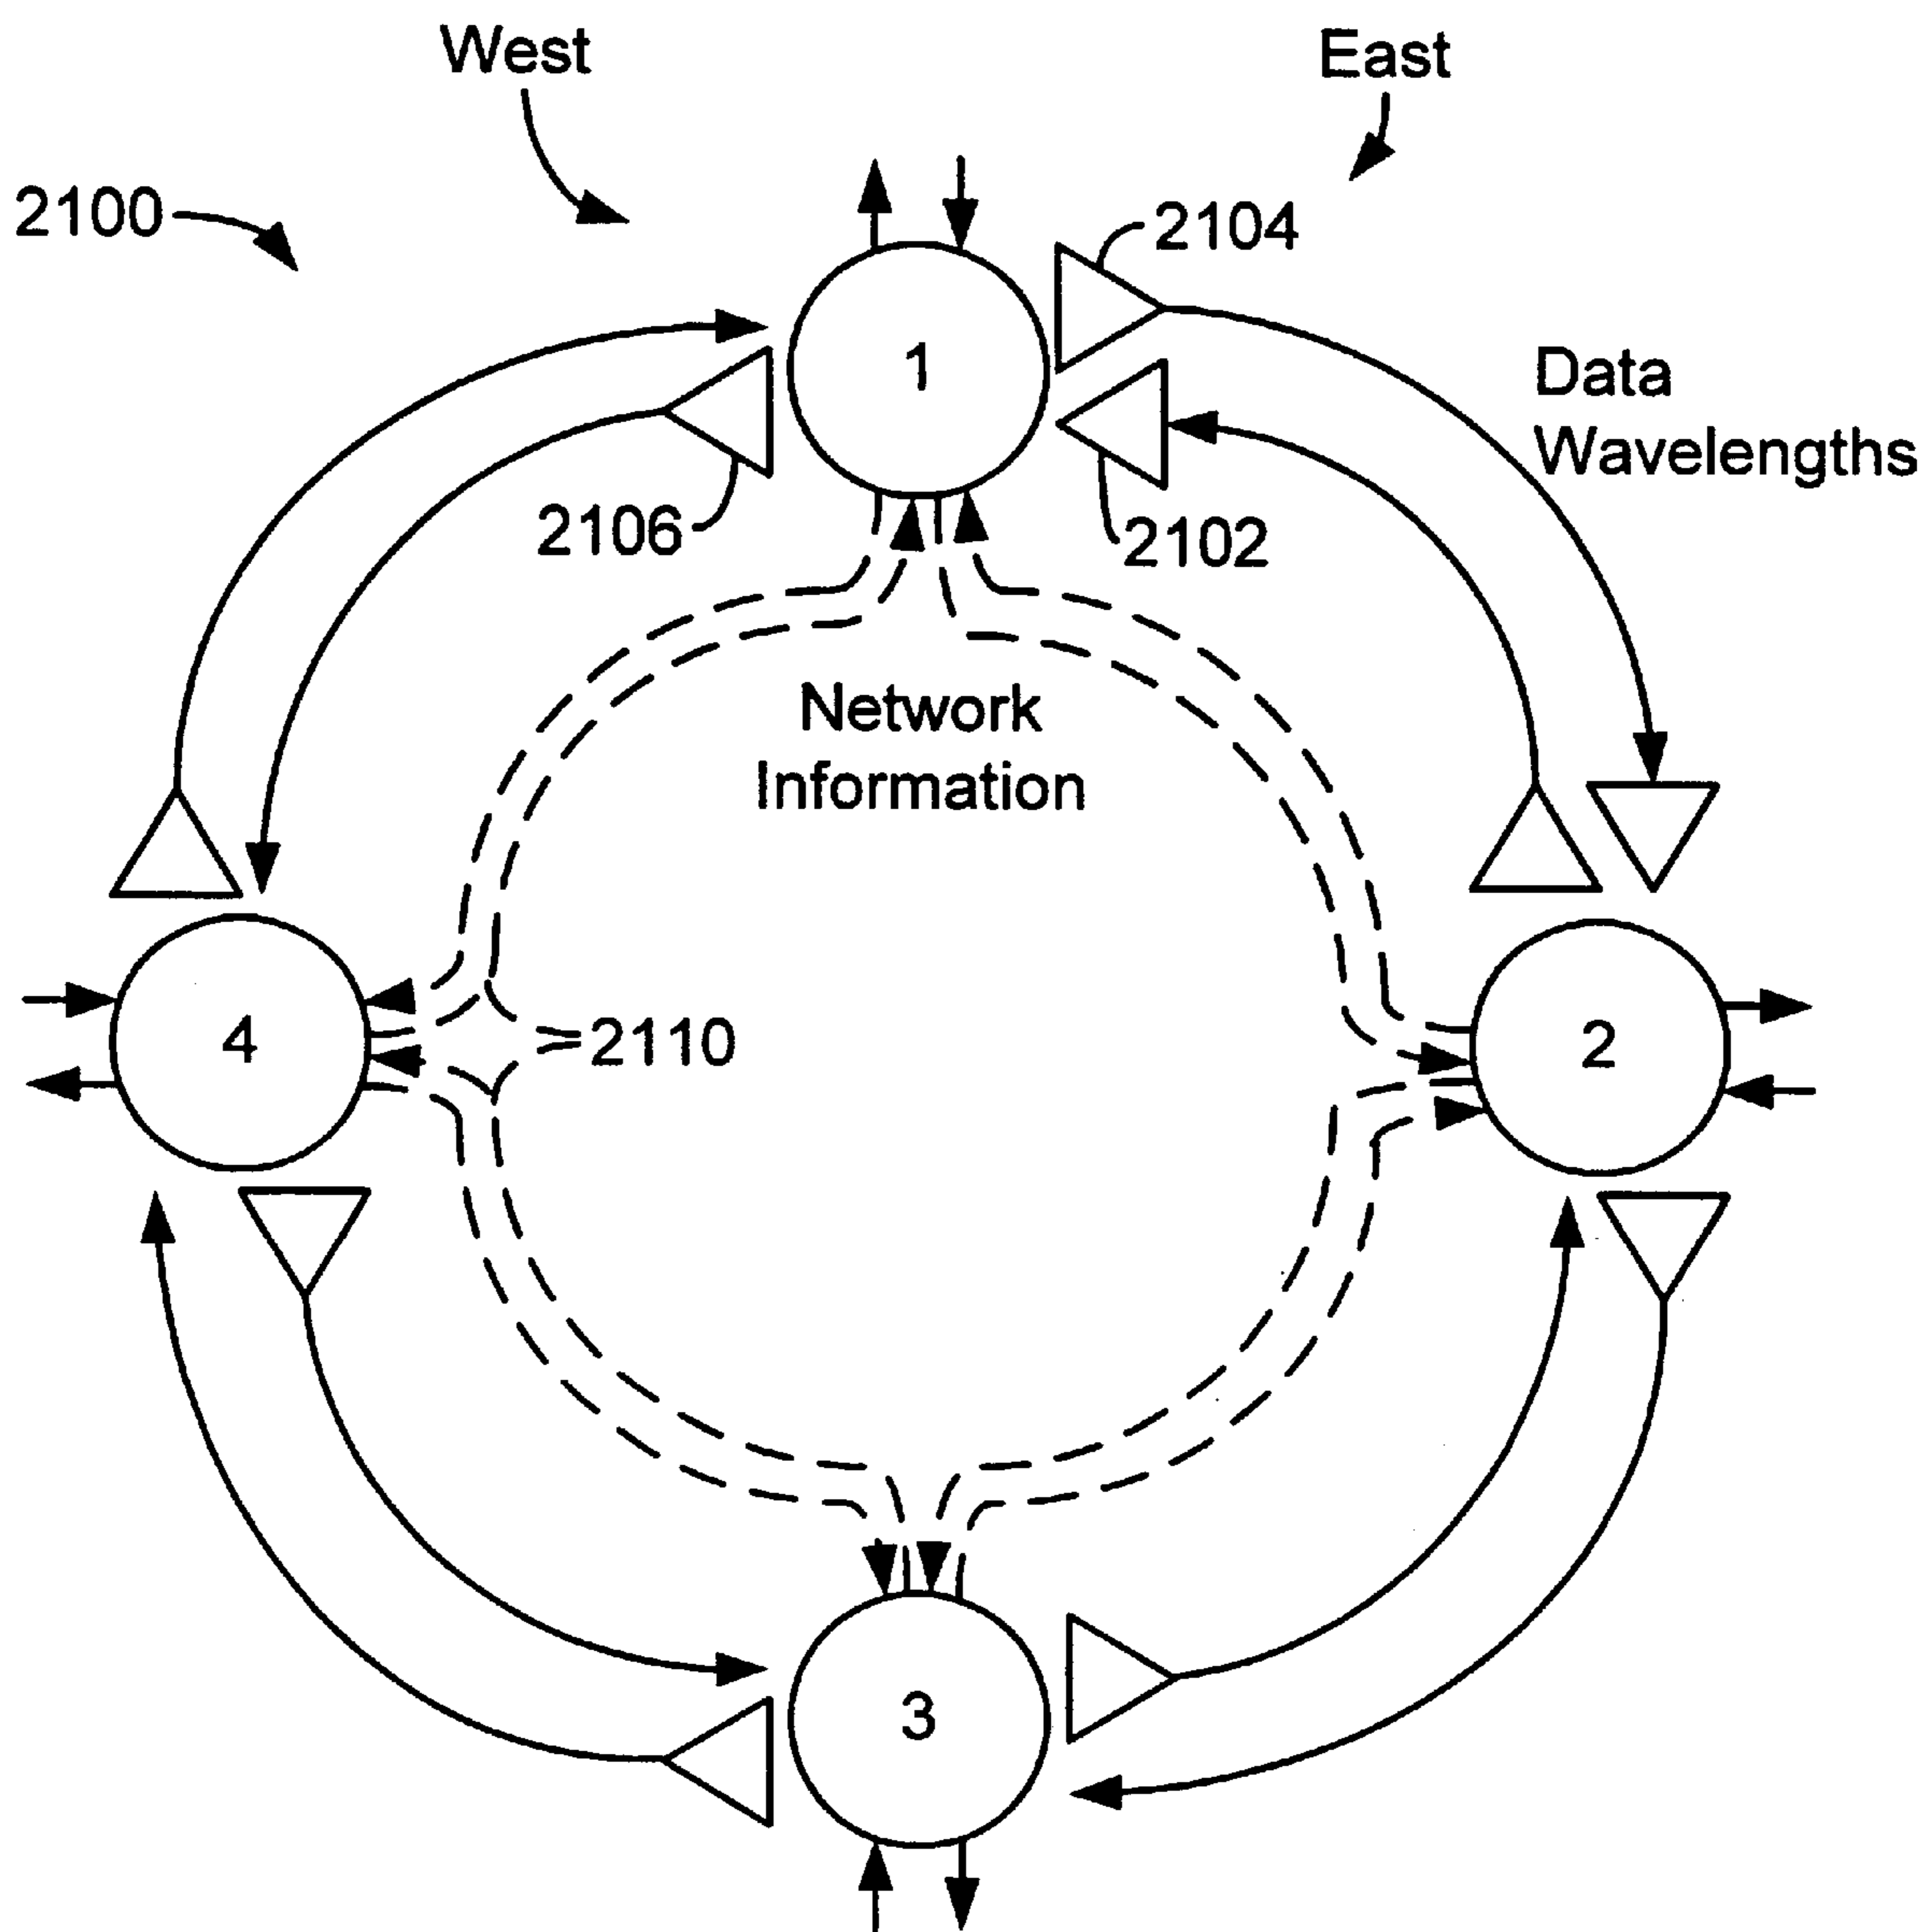 West
East
2100
2104
1
Data
Wavelengths
2106
2102
Network
Information
4
2110
2
3